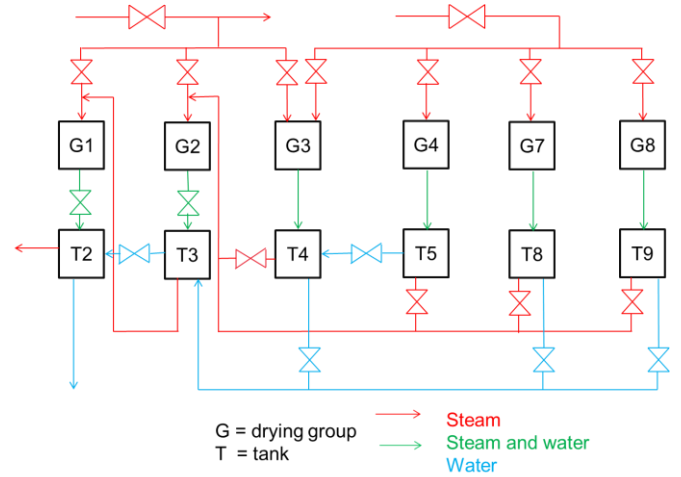 G1 G2 G3 G4 G7 G8
T2 T3 T4 T5 T8 T9
G = drying group
T = tank
Steam
Steam and water
Water